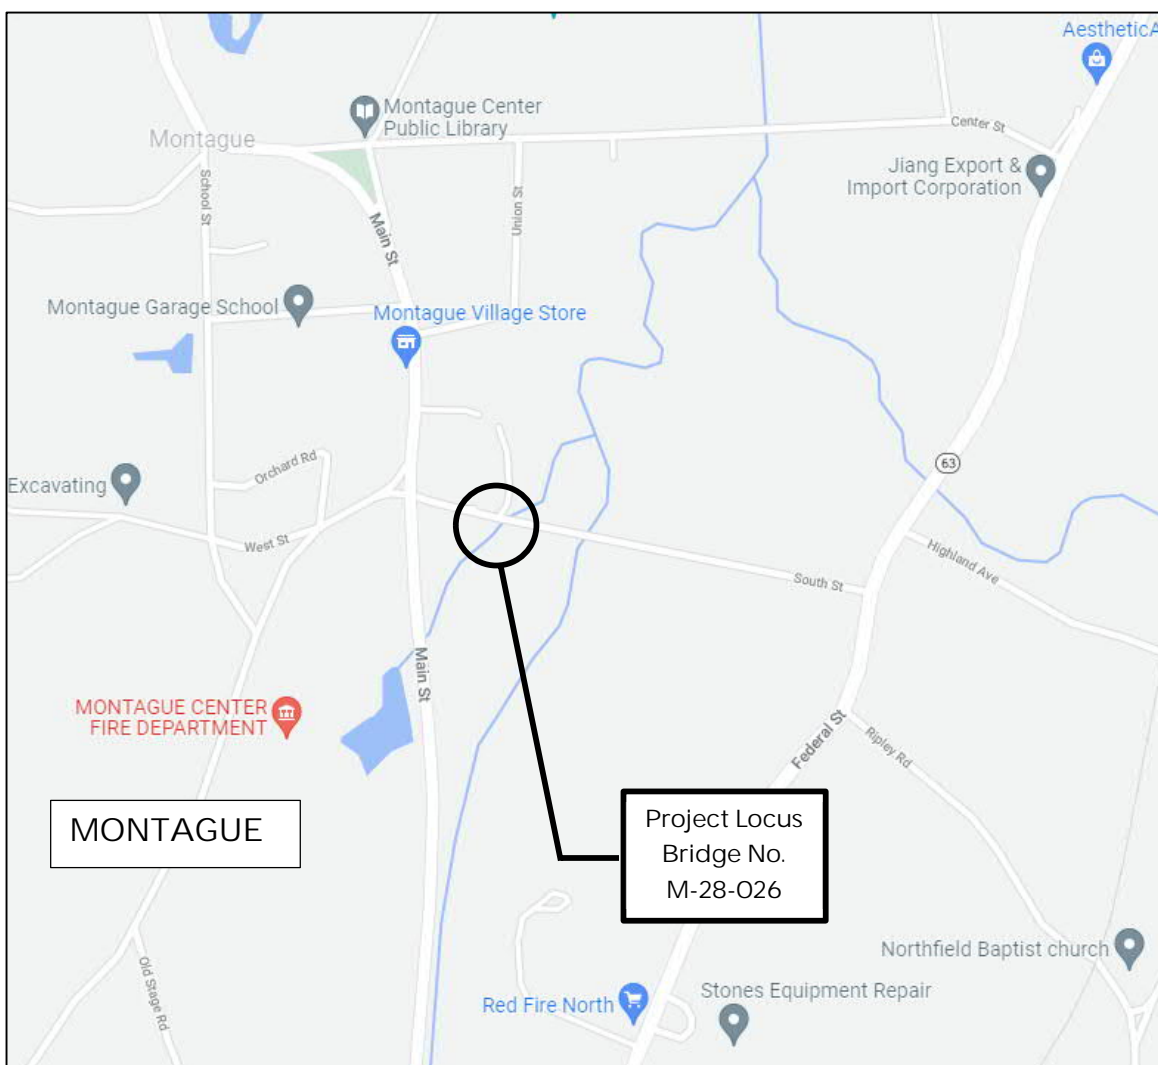 AestheticA
Montague Center
Public Library
Center St
Montague
Jiang Export &
Import Corporation
School St
Union St
Main St
Montague Garage School
Montague Village Store
63
Orchard Rd
Excavating
West St
Highland Ave
South St
Main St
MONTAGUE CENTER
FIRE DEPARTMENT
Federal St
Ripley Rd
MONTAGUE
Project Locus
Bridge No.
M-28-026
Northfield Baptist church
Old Stage Rd
Stones Equipment Repair
Red Fire North